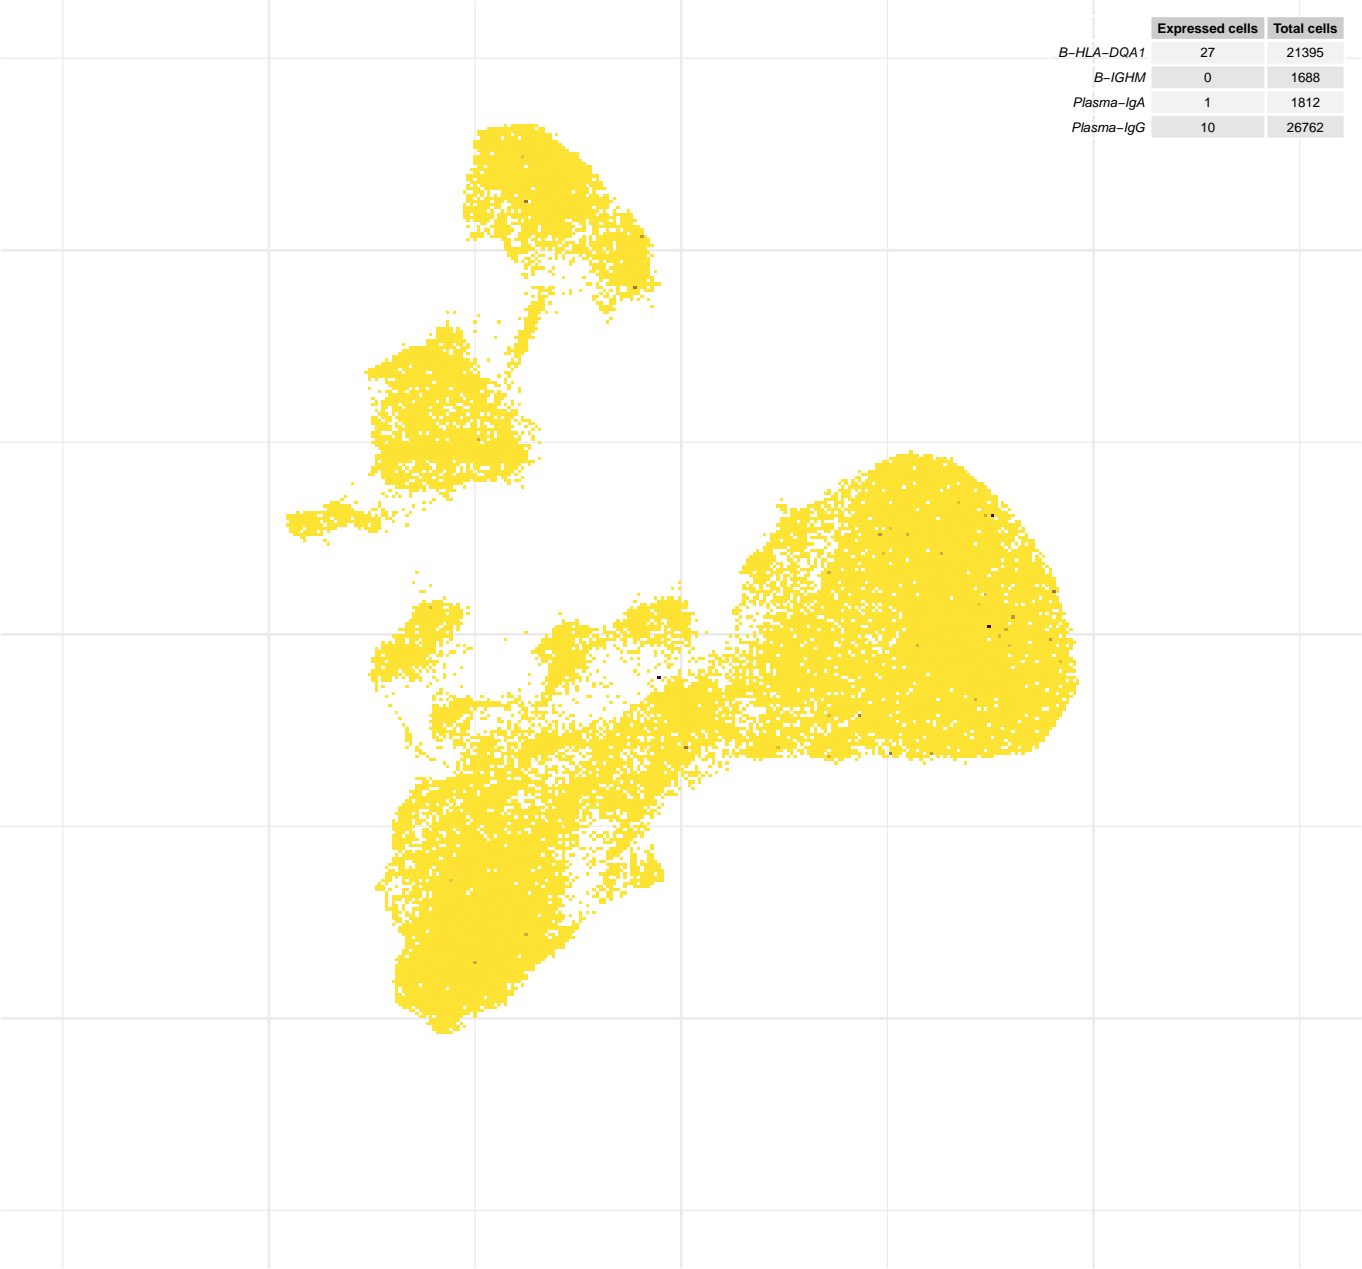 Expressed cells Total cells
B−HLA−DQA1 27 21395
B−IGHM 0 1688
Plasma−IgA 1 1812
Plasma−IgG 10 26762